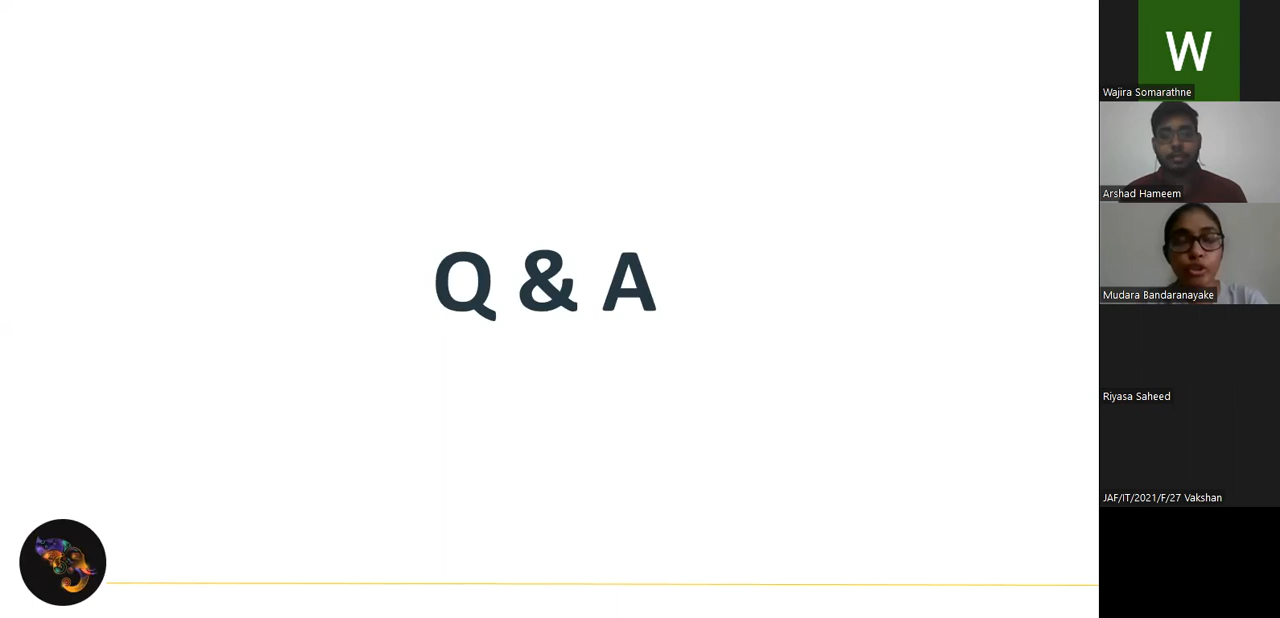 Q & A
W
Wajira Somarathne
Arshad Hameem
Mudara Bandaranayake
Riyasa Saheed
JAF/IT/2021/F/27 Vakshan